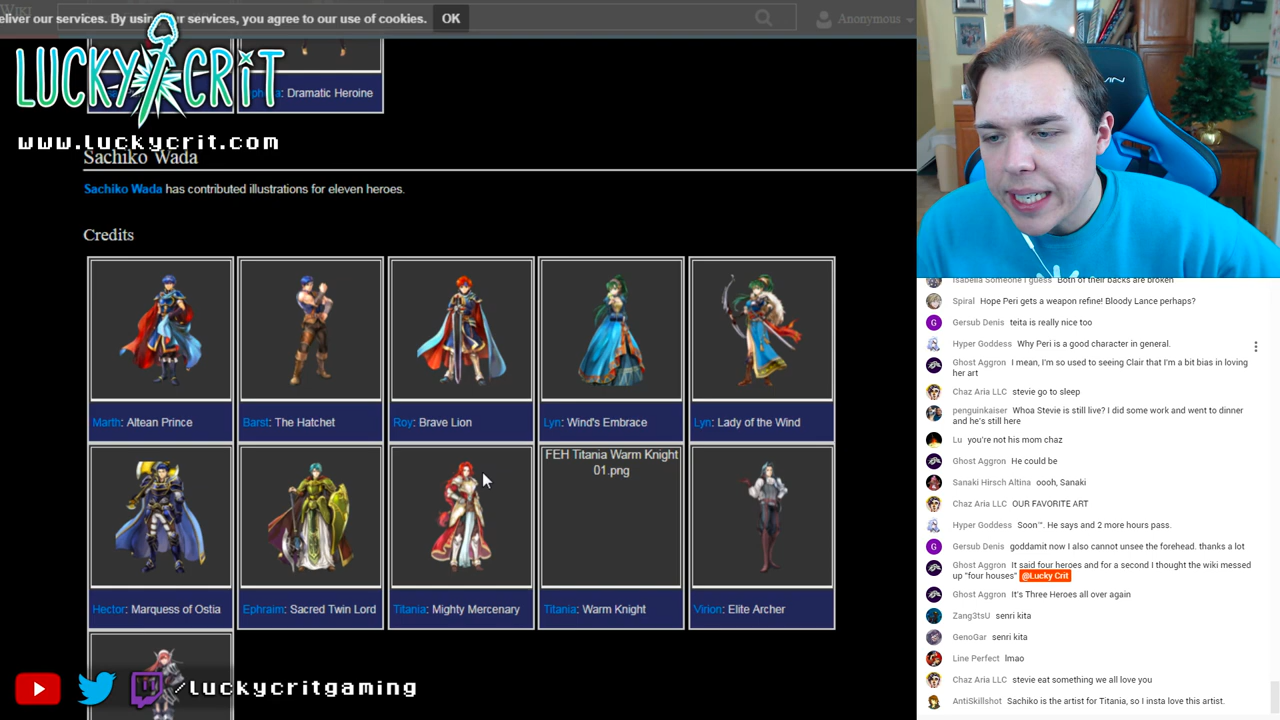 eliver our services. By using our services, you agree to our use of cookies.
OK
Anonymous
LUCKY CRIT
www.luckycrit.com
: Dramatic Heroine
Sachiko Wada
Sachiko Wada has contributed illustrations for eleven heroes.
Credits
Marth: Altean Prince
Barst: The Hatchet
Roy: Brave Lion
Lyn: Wind's Embrace
Lyn: Lady of the Wind
FEH Titania Warm Knight
01.png
Hector: Marquess of Ostia
Ephraim: Sacred Twin Lord
Titania: Mighty Mercenary
Titania: Warm Knight
Virion: Elite Archer
/luckycritgaming
Isabella Someone I guess Both of their backs are broken
Spiral Hope Peri gets a weapon refine! Bloody Lance perhaps?
G Gersub Denis teita is really nice too
Hyper Goddess Why Peri is a good character in general.
Ghost Aggron I mean, I'm so used to seeing Clair that I'm a bit bias in loving
her art
Chaz Aria LLC stevie go to sleep
penguinkaiser Whoa Stevie is still live? I did some work and went to dinner
and he's still here
Lu you're not his mom chaz
Ghost Aggron He could be
Sanaki Hirsch Altina oooh, Sanaki
Chaz Aria LLC OUR FAVORITE ART
Hyper Goddess Soon™. He says and 2 more hours pass.
G Gersub Denis goddamit now I also cannot unsee the forehead. thanks a lot
Ghost Aggron It said four heroes and for a second I thought the wiki messed
up "four houses" @Lucky Crit
Ghost Aggron It's Three Heroes all over again
Zang3tsU senri kita
GenoGar senri kita
Line Perfect lmao
Chaz Aria LLC stevie eat something we all love you
AntiSkillshot Sachiko is the artist for Titania, so I insta love this artist.